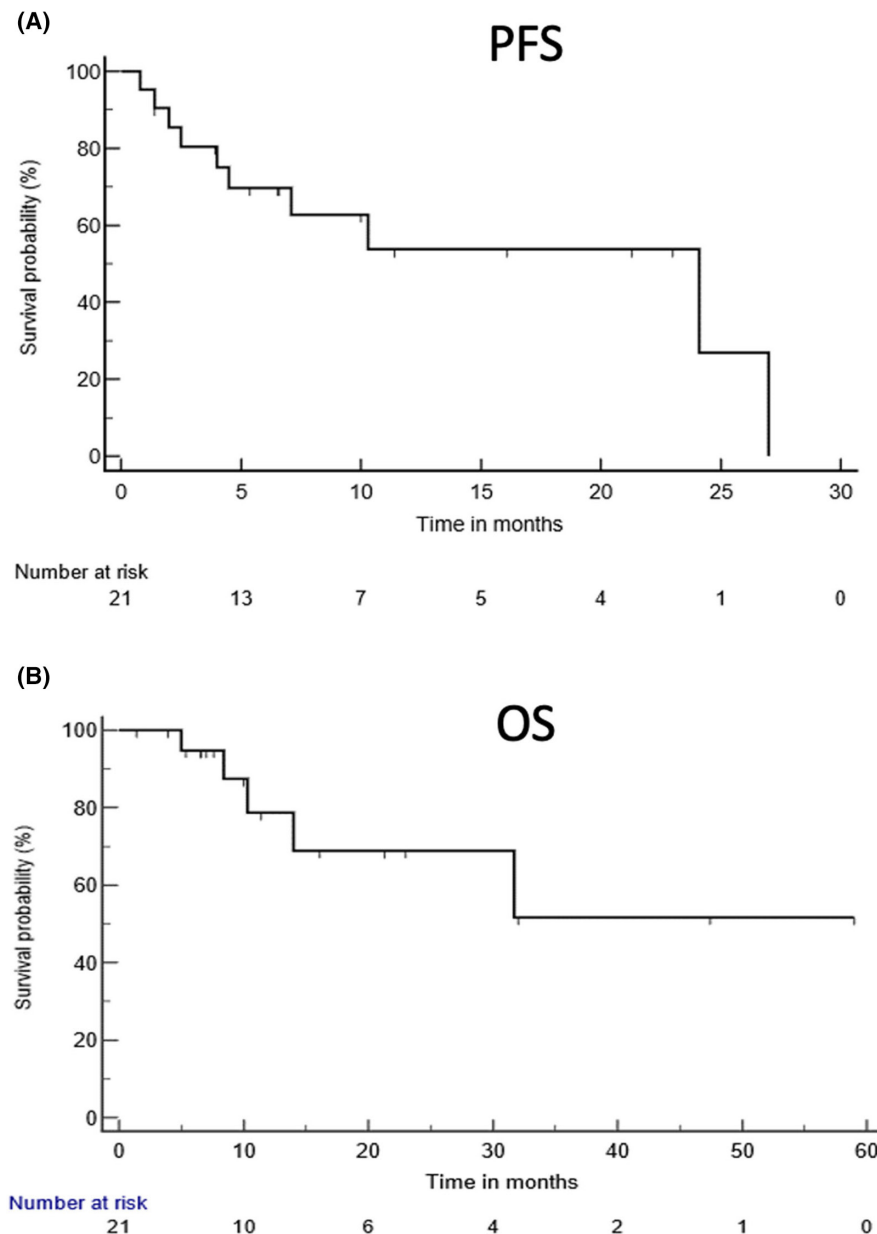 (A)
PFS
100
80
60
40
20
0
Survival probability (%)
0 5 10 15 20 25 30
Time in months
Number at risk
21 13 7 5 4 1 0
(B)
OS
100
80
60
40
20
0
Survival probability (%)
0 10 20 30 40 50 60
Time in months
Number at risk
21 10 6 4 2 1 0